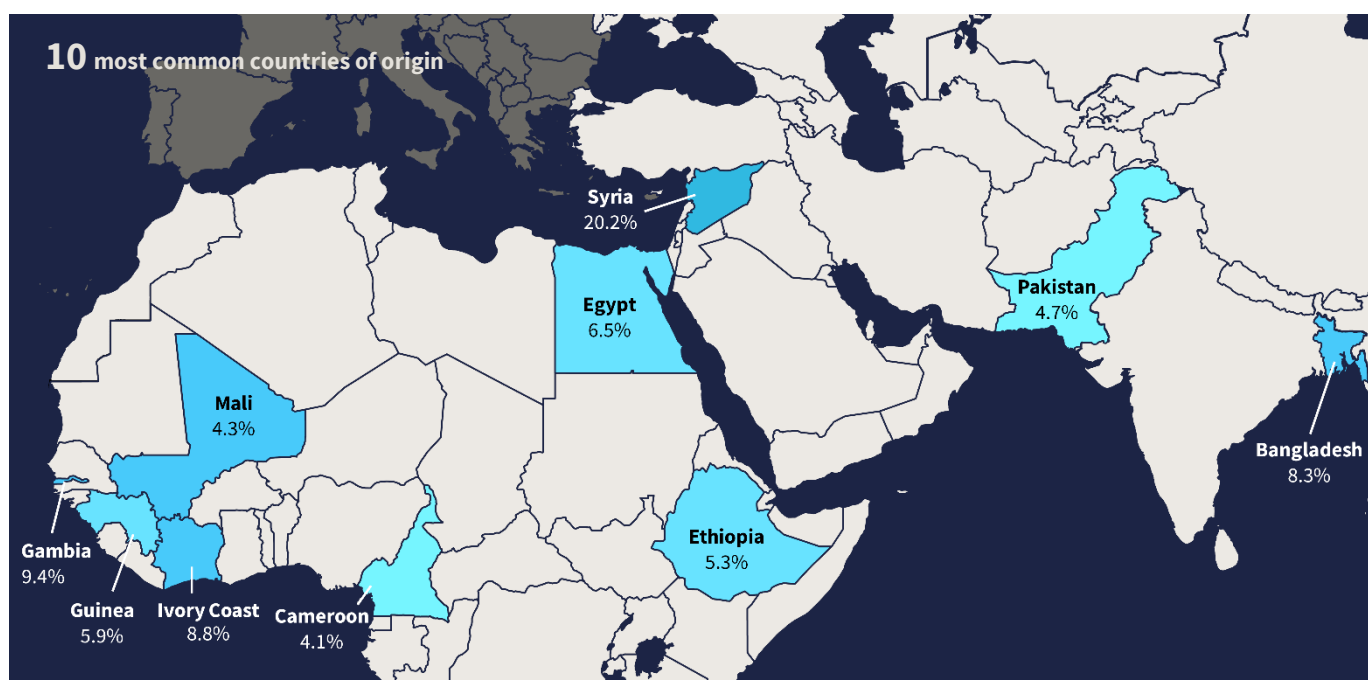 10 most common countries of origin
Syria
20.2%
Egypt
6.5%
Pakistan
4.7%
Mali
4.3%
Bangladesh
8.3%
Ethiopia
5.3%
Gambia
9.4%
Guinea
5.9%
Ivory Coast
8.8%
Cameroon
4.1%